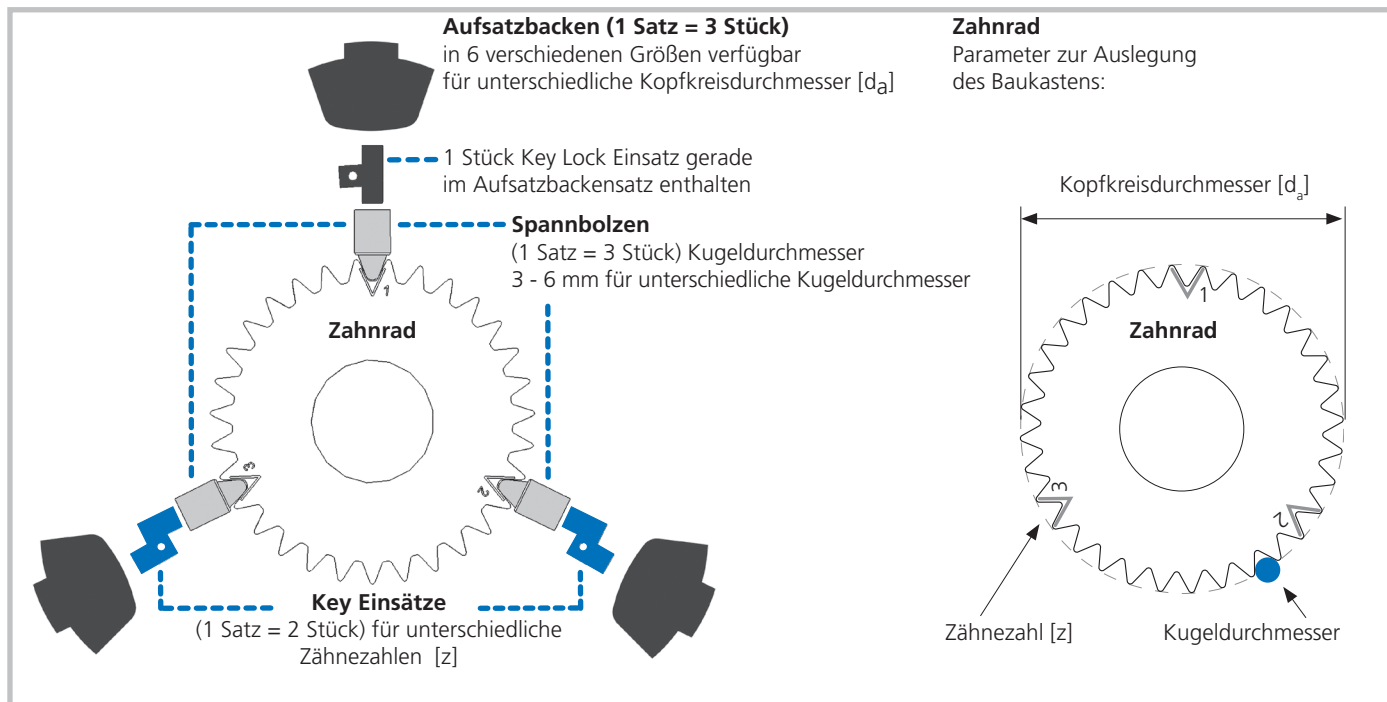 Aufsatzbacken (1 Satz = 3 Stück)
in 6 verschiedenen Größen verfügbar
für unterschiedliche Kopfkreisdurchmesser [da]
1 Stück Key Lock Einsatz gerade
im Aufsatzbackensatz enthalten
Spannbolzen
(1 Satz = 3 Stück) Kugeldurchmesser
3 - 6 mm für unterschiedliche Kugeldurchmesser
1
Zahnrad
3
2
Key Einsätze
(1 Satz = 2 Stück) für unterschiedliche
Zähnezahlen [z]
Zahnrad
Parameter zur Auslegung
des Baukastens:
Kopfkreisdurchmesser [da]
1
Zahnrad
3
2
Zähnezahl [z]
Kugeldurchmesser